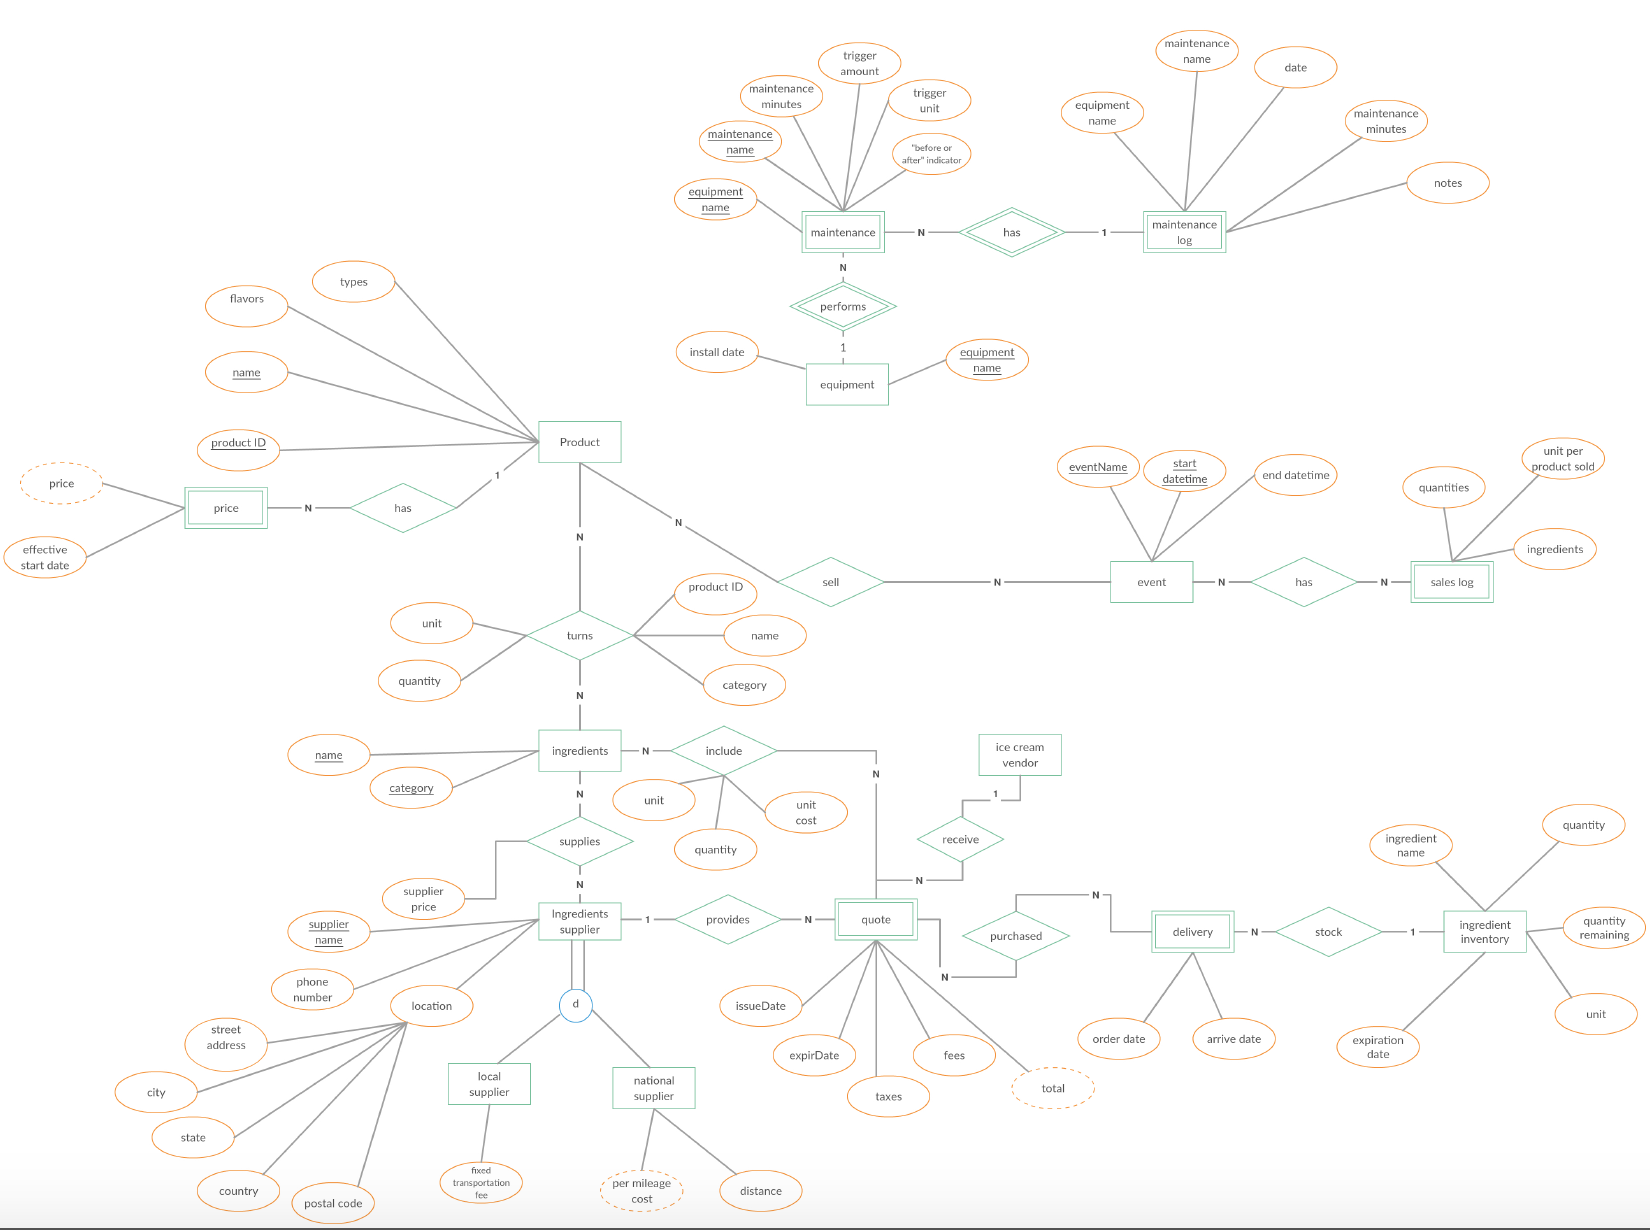 maintenance
name
trigger
amount
date
maintenance
minutes
trigger
unit
equipment
name
maintenance
minutes
maintenance
name
"before or
after" indicator
notes
equipment
name
maintenance
N
has
1
maintenance
log
N
types
flavors
performs
1
install date
equipment
name
name
equipment
product ID
Product
eventName
start
datetime
end datetime
unit per
product sold
1
price
quantities
price
N
has
N
N
effective
start date
ingredients
sell
N
event
N
has
N
sales log
product ID
unit
turns
name
quantity
category
N
name
ingredients
N
include
ice cream
vendor
N
category
N
unit
unit
cost
1
quantity
ingredient
name
supplies
receive
quantity
N
N
supplier
price
N
supplier
name
Ingredients
supplier
1
provides
N
quote
purchased
delivery
N
stock
1
ingredient
inventory
quantity
remaining
N
phone
number
location
d
issueDate
unit
street
address
order date
arrive date
expiration
date
expirDate
fees
city
local
supplier
national
supplier
total
taxes
state
fixed
transportation
fee
country
postal code
per mileage
cost
distance